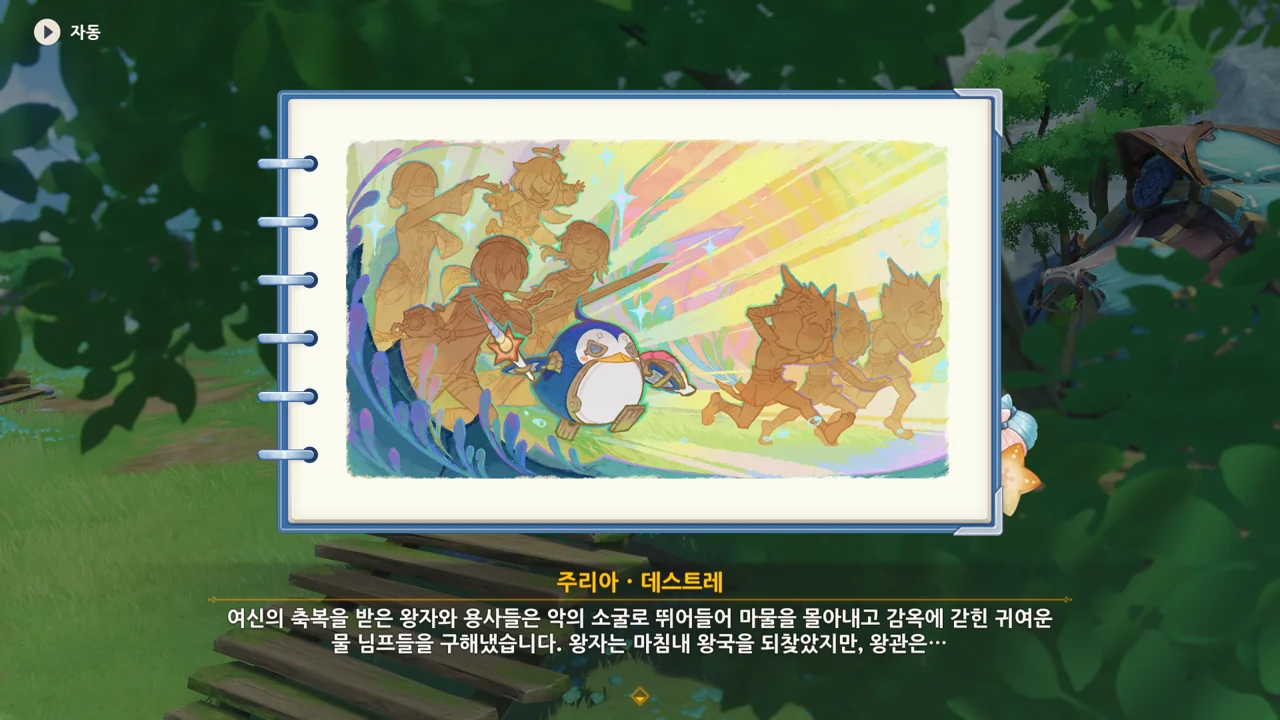 자동
주리아 · 데스트레
여신의 축복을 받은 왕자와 용사들은 악의 소굴로 뛰어들어 마물을 몰아내고 감옥에 갇힌 귀여운
물 님프들을 구해냈습니다. 왕자는 마침내 왕국을 되찾았지만, 왕관은…